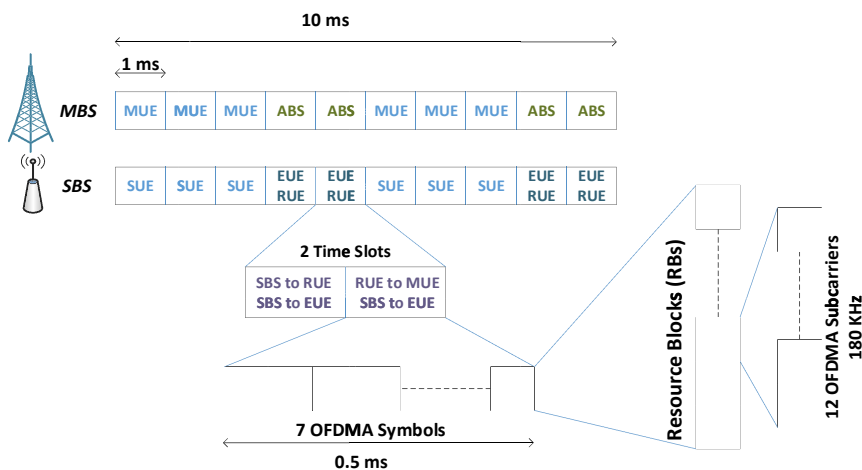 10 ms
1 ms
MBS MUE MUE MUE ABS ABS MUE MUE MUE ABS ABS
SBS SUE SUE SUE EUE RUE EUE RUE SUE SUE SUE EUE RUE EUE RUE
2 Time Slots
SBS to RUE RUE to MUE
SBS to EUE SBS to EUE
Resource Blocks (RBs)
12 OFDMA Subcarriers
180 KHz
7 OFDMA Symbols
0.5 ms